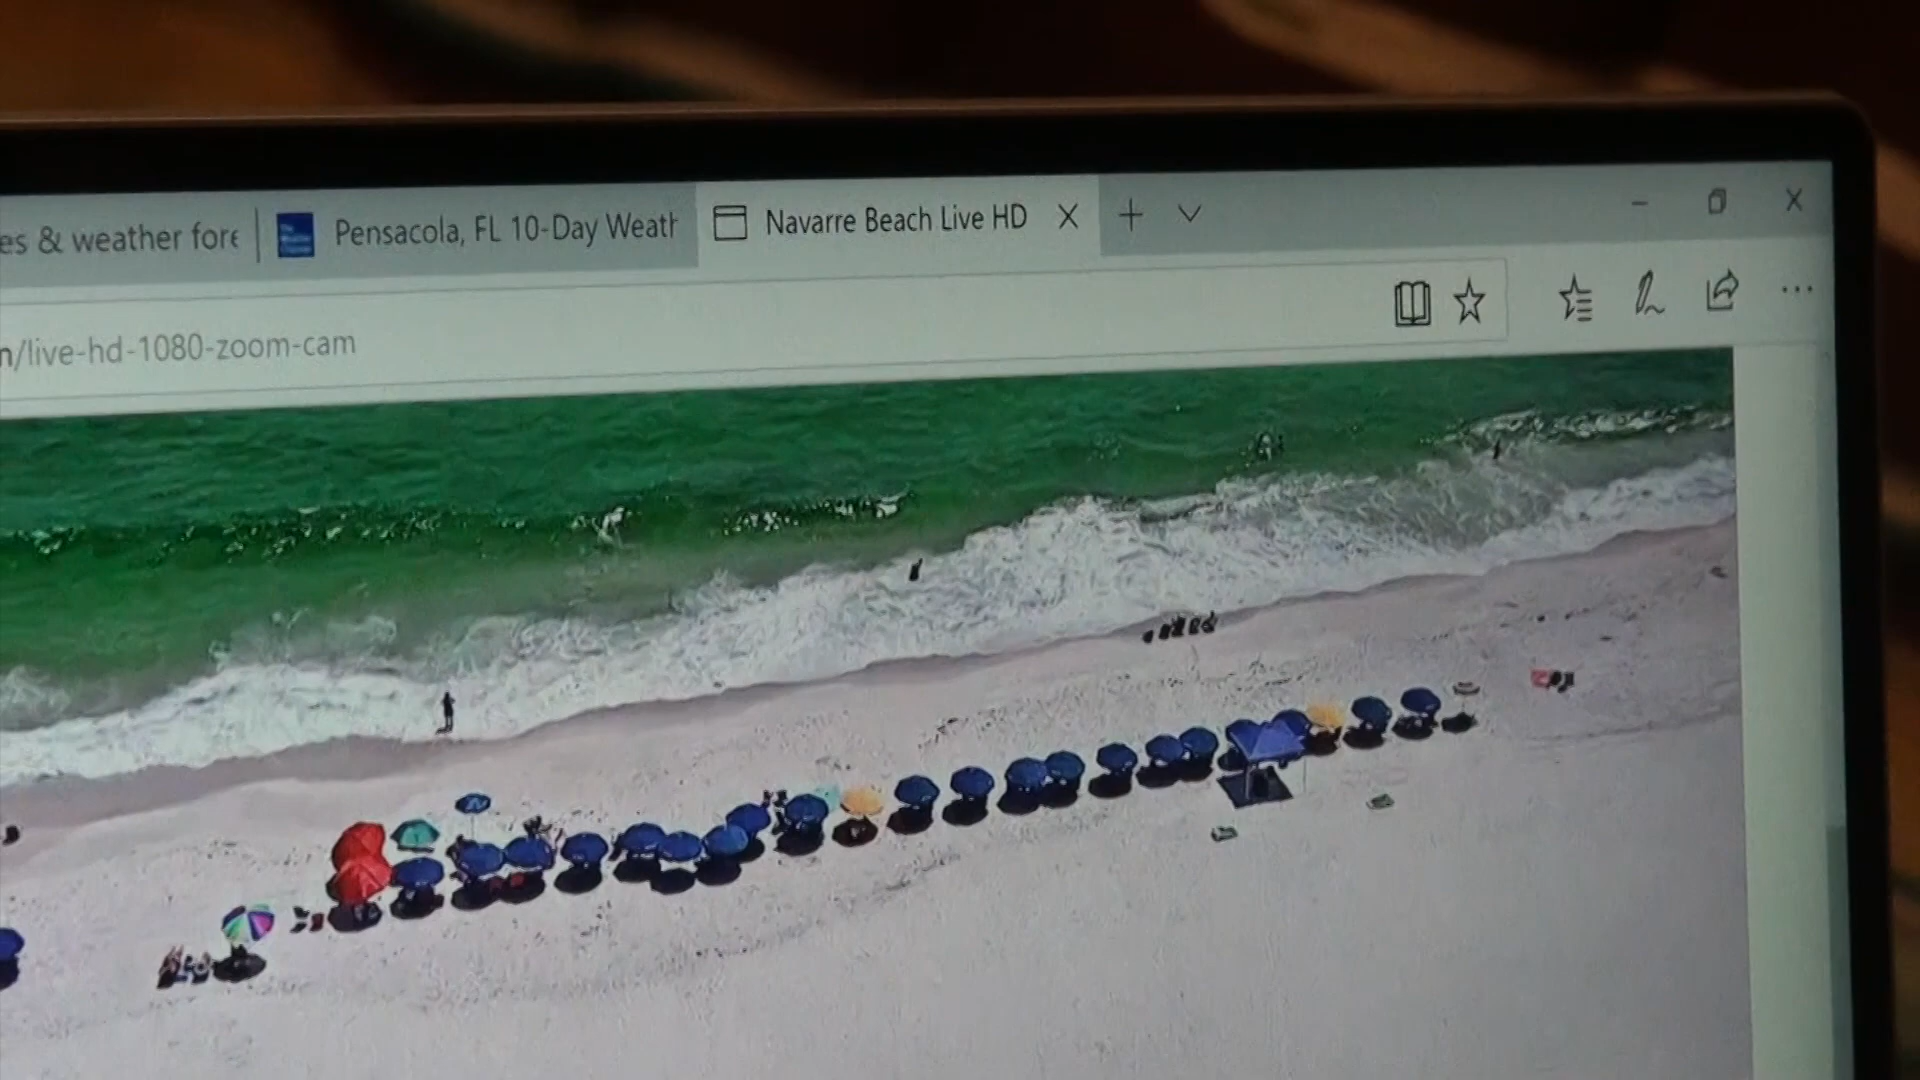 es & weather fore
Pensacola, FL 10-Day Weath
Navarre Beach Live HD
n/live-hd-1080-zoom-cam